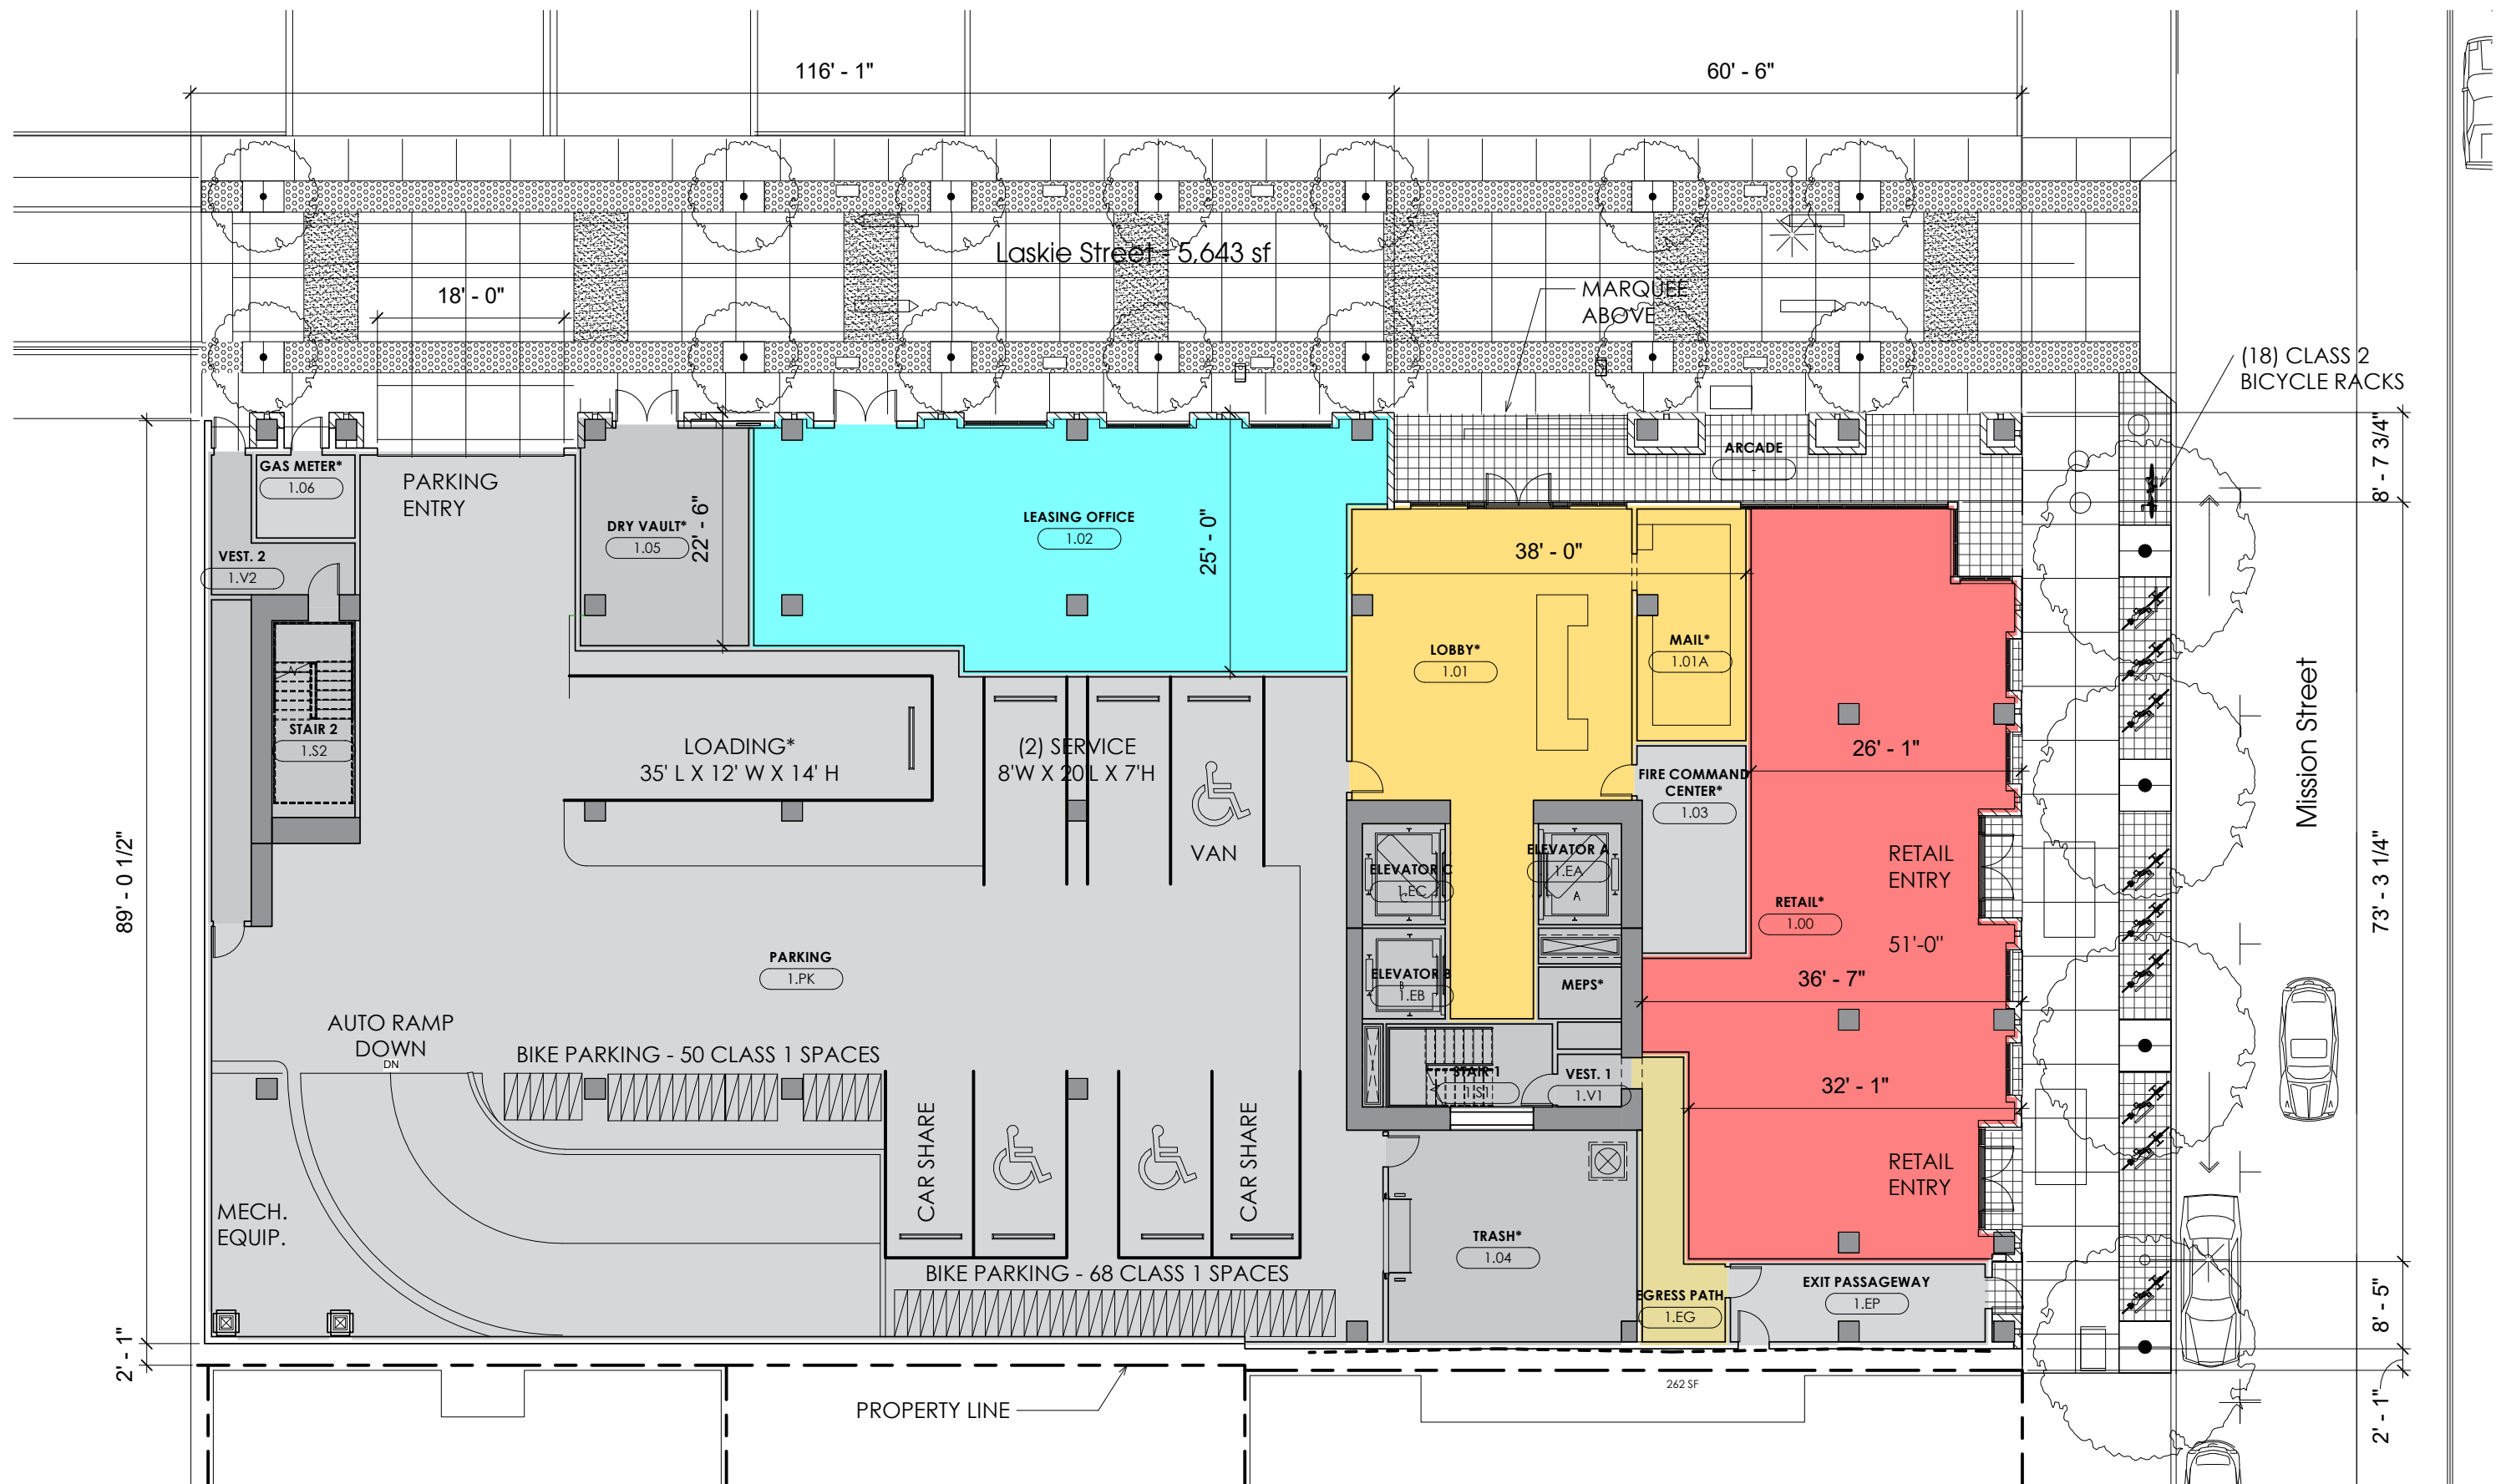 116' - 1"
60' - 6"
Laskie Street - 5,643 sf
18' - 0"
MARQUEE
ABOVE
(18) CLASS 2
BICYCLE RACKS
GAS METER*
1.06
PARKING
ENTRY
DRY VAULT*
1.05
22' - 6"
LEASING OFFICE
1.02
25' - 0"
ARCADE
-
8' - 7 3/4"
VEST. 2
1.V2
38' - 0"
LOBBY*
1.01
MAIL*
1.01A
STAIR 2
1.S2
LOADING*
35' L X 12' W X 14' H
(2) SERVICE
8'W X 20'L X 7'H
VAN
FIRE COMMAND
CENTER*
1.03
26' - 1"
Mission Street
89' - 0 1/2"
73' - 3 1/4"
ELEVATOR C
1.EC
C
ELEVATOR A
1.EA
A
RETAIL
ENTRY
RETAIL*
1.00
51'-0"
PARKING
1.PK
ELEVATOR B
B
1.EB
MEPS*
36' - 7"
AUTO RAMP
DOWN
DN
BIKE PARKING - 50 CLASS 1 SPACES
STAIR 1
1.S1
VEST. 1
1.V1
32' - 1"
CAR SHARE
CAR SHARE
RETAIL
ENTRY
MECH.
EQUIP.
TRASH*
1.04
BIKE PARKING - 68 CLASS 1 SPACES
EGRESS PATH
1.EG
EXIT PASSAGEWAY
1.EP
8' - 5"
2' - 1"
262 SF
PROPERTY LINE
2' - 1"